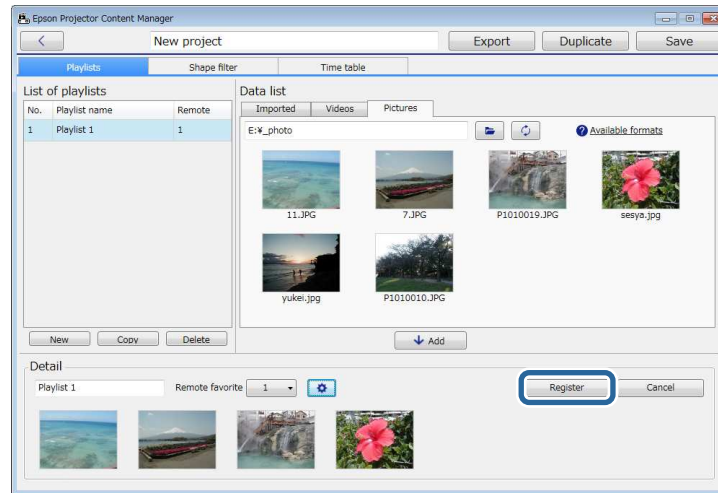 Epson Projector Content Manager
New project
Export
Duplicate
Save
Playlists
Shape filter
Time table
List of playlists
No. Playlist name Remote
1 Playlist 1 1
New
Copy
Delete
Data list
Imported
Videos
Pictures
E:¥_photo
Available formats
11.JPG
7.JPG
P1010019.JPG
sesya.jpg
yukei.jpg
P1010010.JPG
Add
Detail
Playlist 1
Remote favorite 1
Register
Cancel